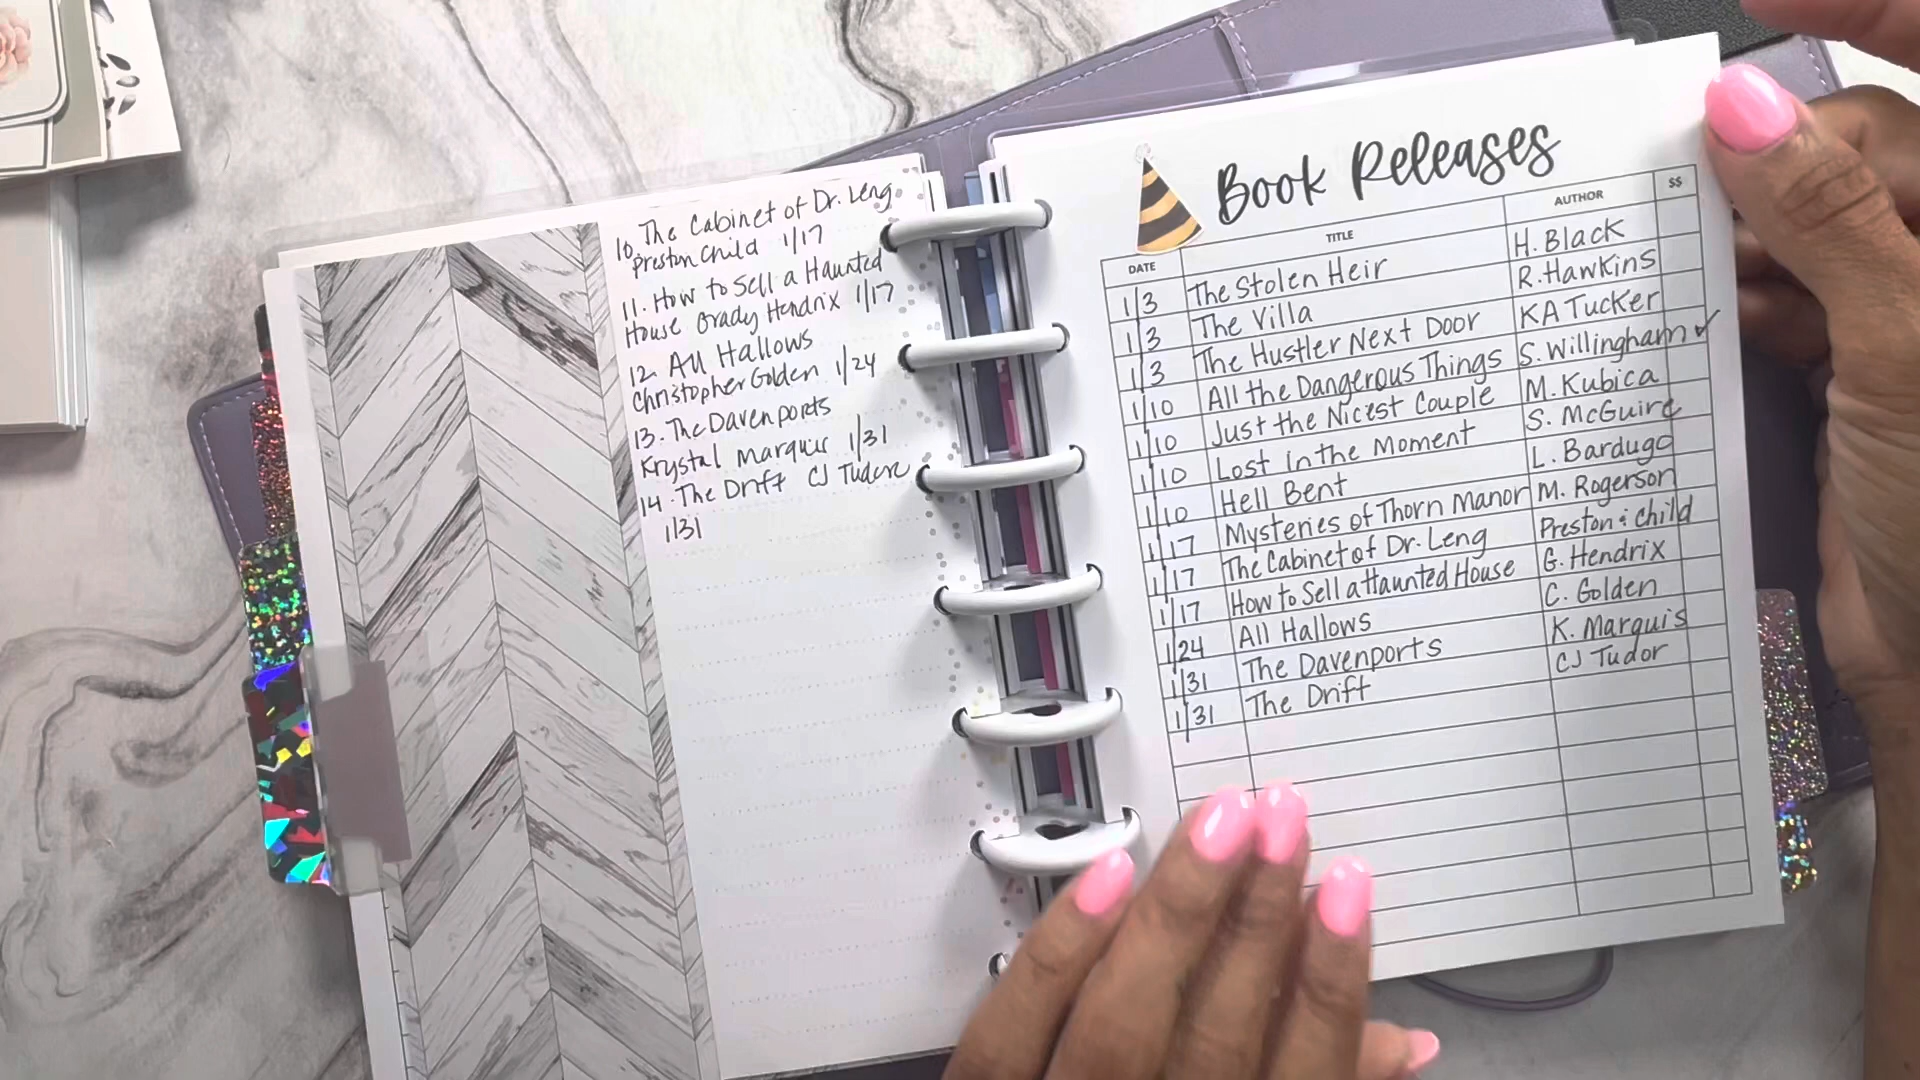 10. The Cabinet of Dr. Leng
Preston Child 1/17
11. How to Sell a Haunted
House Grady Hendrix 1/17
12. All Hallows
Christopher Golden 1/24
13. The Davenports
Krystal Marquis 1/31
14. The Drift CJ Tudor
1/31
Book Releases
DATE TITLE AUTHOR $$
1/3 The Stolen Heir H. Black
1/3 The Villa R. Hawkins
1/3 The Hustler Next Door KA Tucker
1/10 All the Dangerous Things S. Willingham ✓
1/10 Just the Nicest Couple M. Kubica
1/10 Lost in the Moment S. McGuire
1/10 Hell Bent L. Bardugo
1/17 Mysteries of Thorn Manor M. Rogerson
1/17 The Cabinet of Dr. Leng Preston & Child
1/17 How to Sell a Haunted House G. Hendrix
1/24 All Hallows C. Golden
1/31 The Davenports K. Marquis
1/31 The Drift CJ Tudor